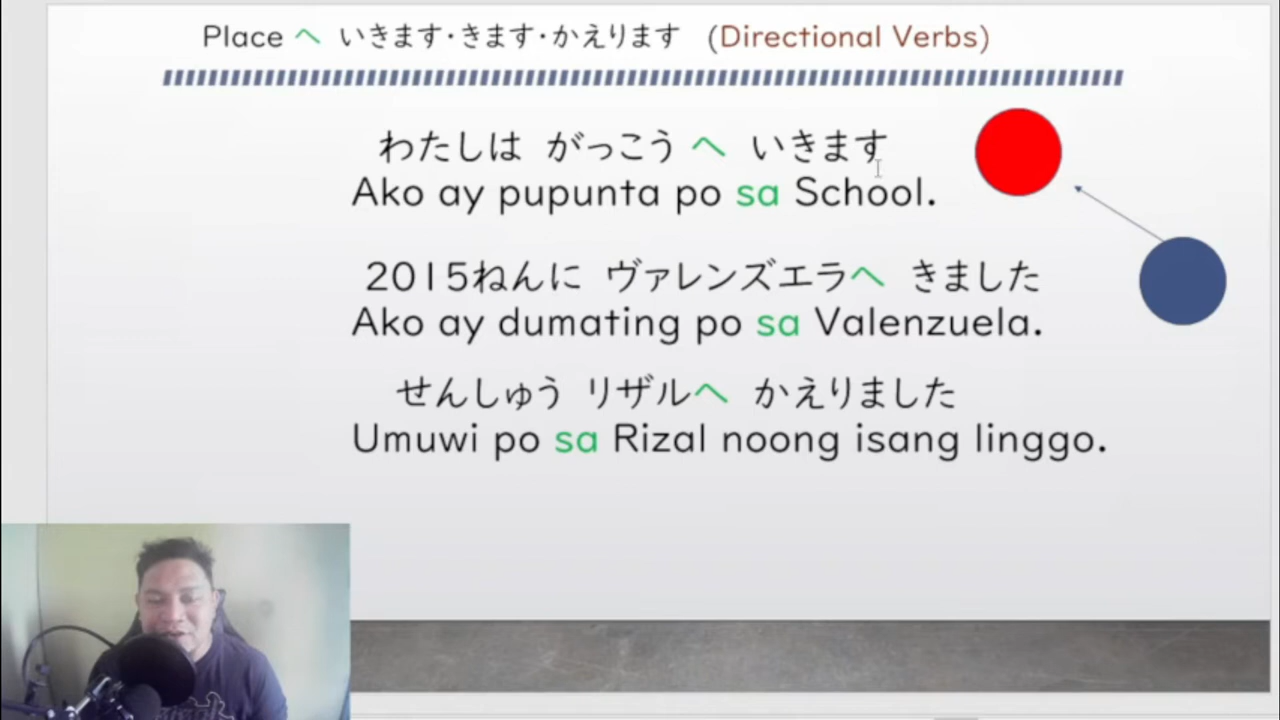 Place へ いきます・きます・かえります (Directional Verbs)
わたしは がっこう へ いきます
Ako ay pupunta po sa School.
2015ねんに ヴァレンズエラへ きました
Ako ay dumating po sa Valenzuela.
せんしゅう リザルへ かえりました
Umuwi po sa Rizal noong isang linggo.